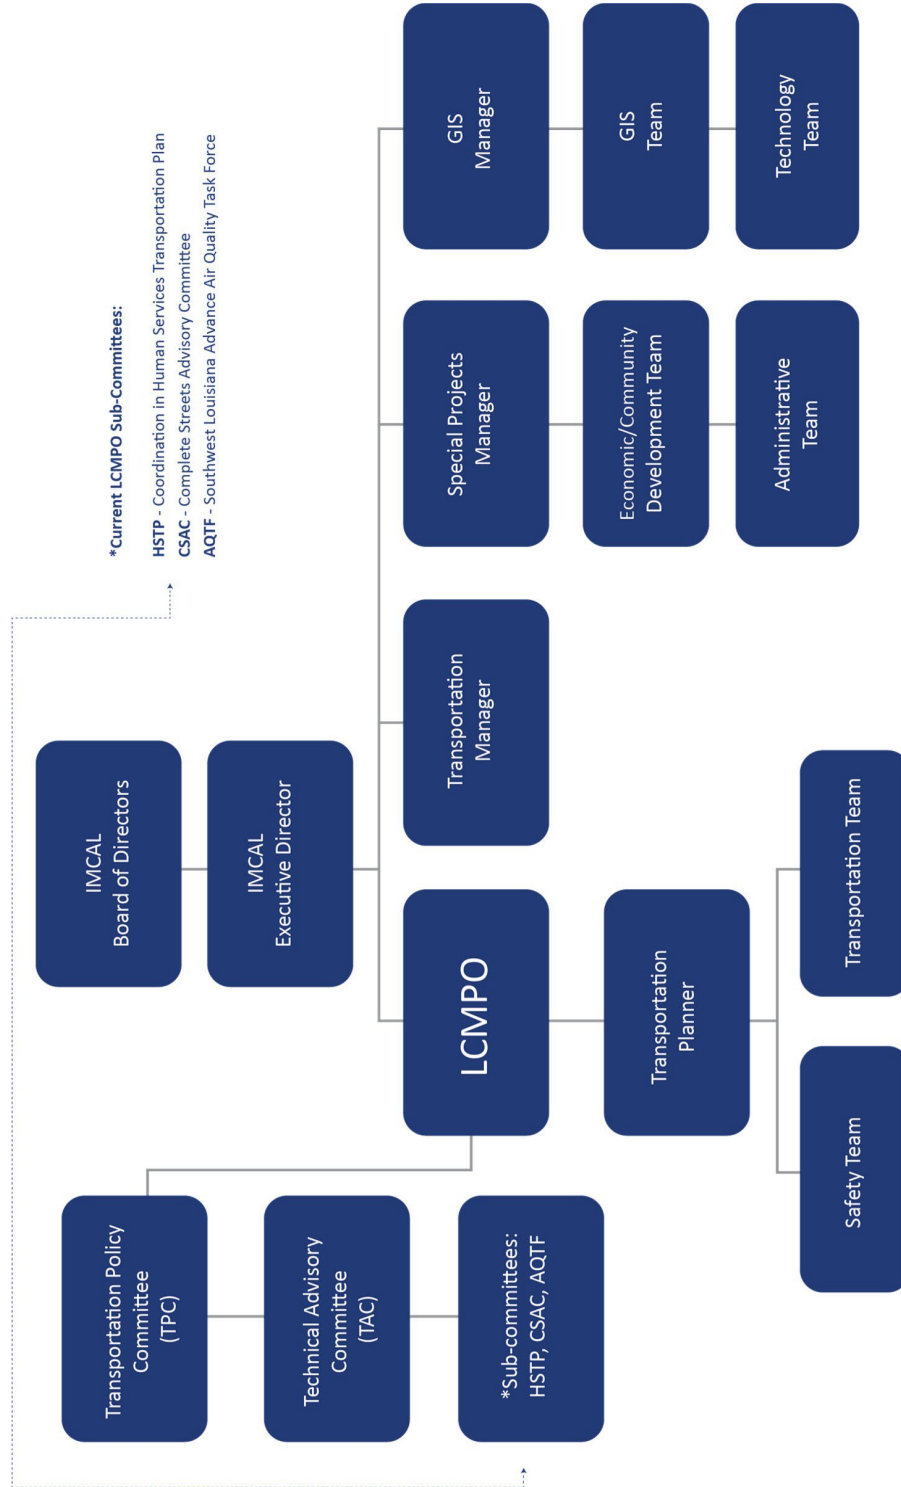 IMCAL
Board of Directors
IMCAL
Executive Director
*Current LCMPO Sub-Committees:
HSTP - Coordination in Human Services Transportation Plan
CSAC - Complete Streets Advisory Committee
AQTF - Southwest Louisiana Advance Air Quality Task Force
Transportation Policy
Committee
(TPC)
Technical Advisory
Committee
(TAC)
*Sub-committees:
HSTP, CSAC, AQTF
LCMPO
Transportation
Manager
Special Projects
Manager
GIS
Manager
Transportation
Planner
Economic/Community
Development Team
GIS
Team
Administrative
Team
Technology
Team
Safety Team
Transportation Team